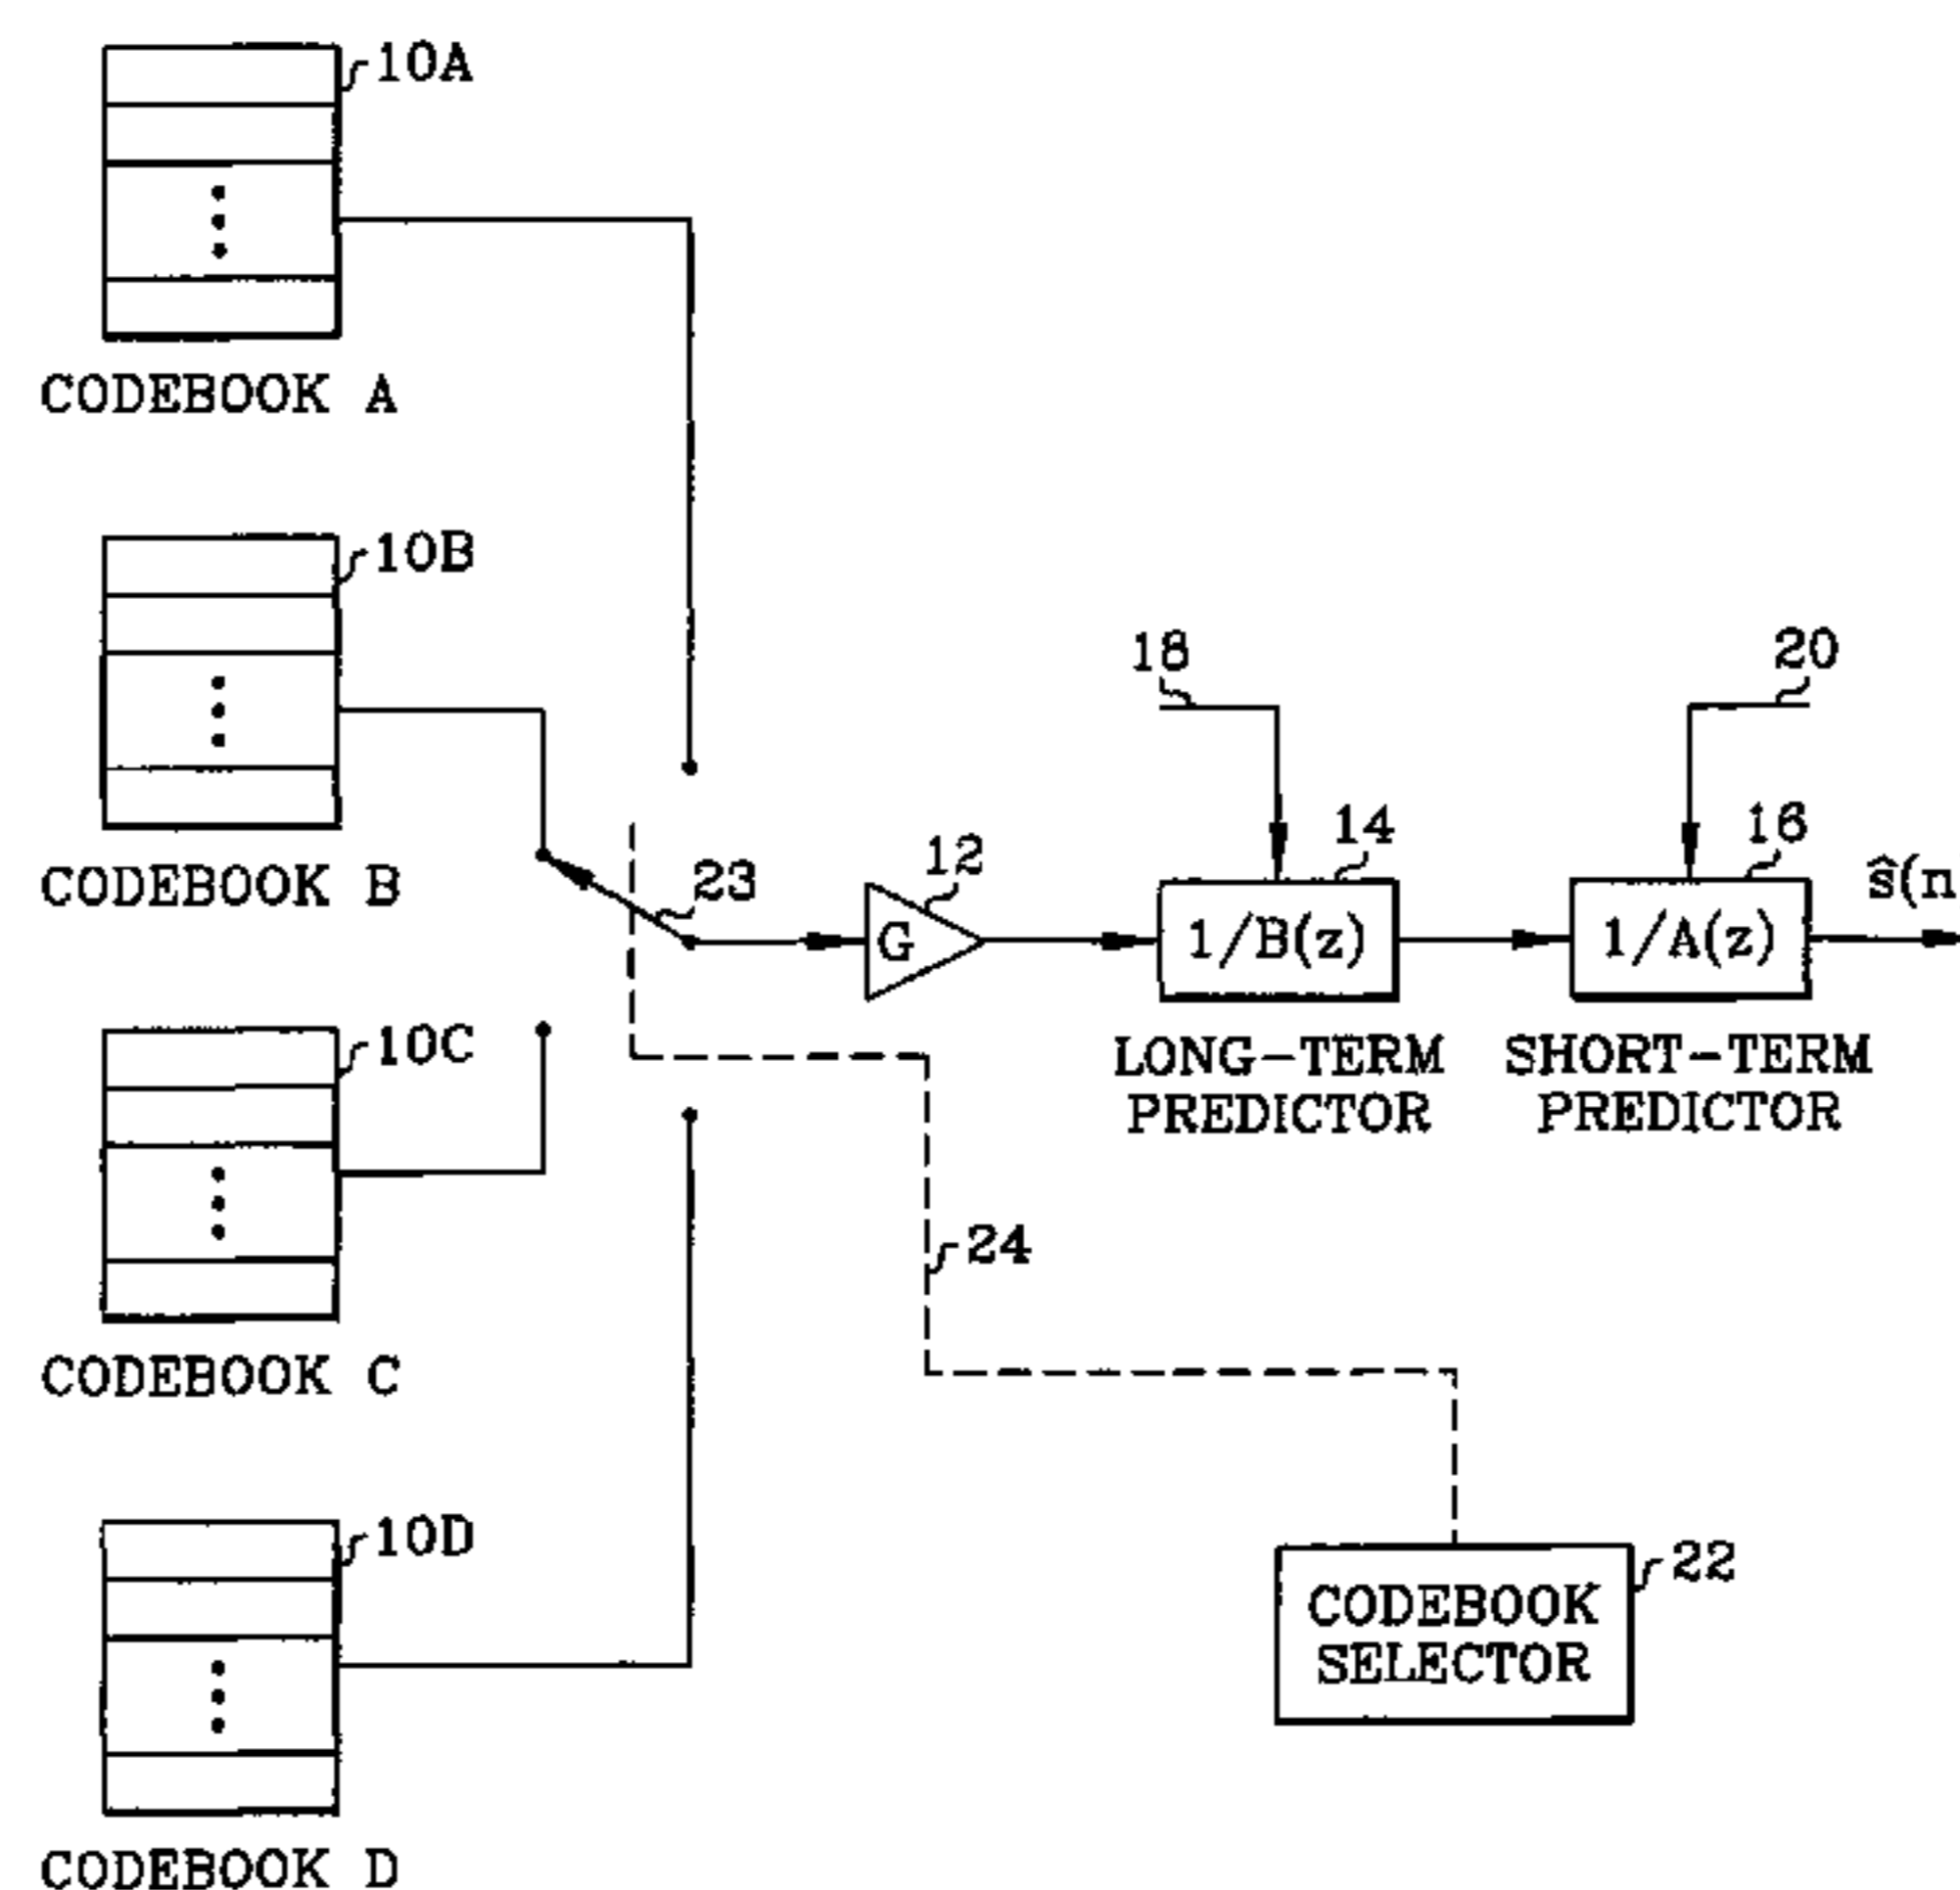 10A
CODEBOOK A
10B
CODEBOOK B
10C
CODEBOOK C
10D
CODEBOOK D
23
12
G
18
14
1/B(z)
LONG-TERM
PREDICTOR
20
16
1/A(z)
SHORT-TERM
PREDICTOR
ŝ(n
24
22
CODEBOOK
SELECTOR